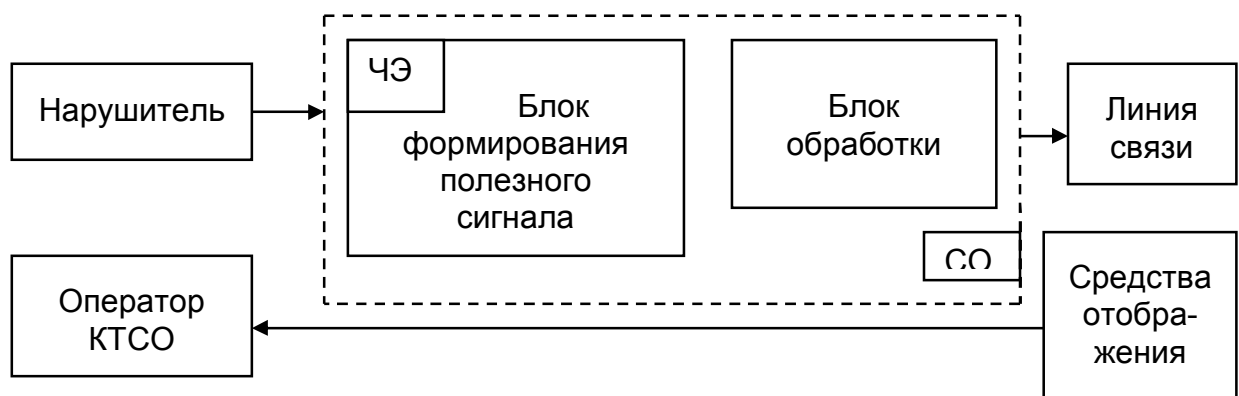 Нарушитель
ЧЭ
Блок
формирования
полезного
сигнала
Блок
обработки
Линия
связи
СО
Оператор
КТСО
Средства
отобра-
жения